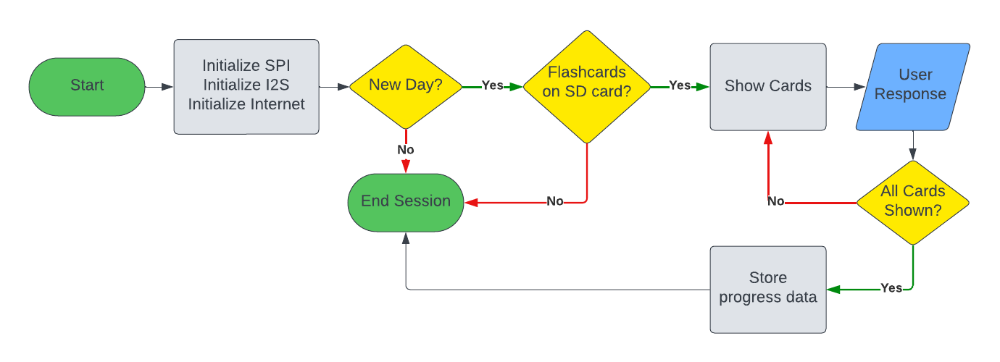 Start
Initialize SPI
Initialize I2S
Initialize Internet
New Day?
Yes
Flashcards
on SD card?
Yes
Show Cards
User
Response
No
End Session
No
No
All Cards
Shown?
Store
progress data
Yes